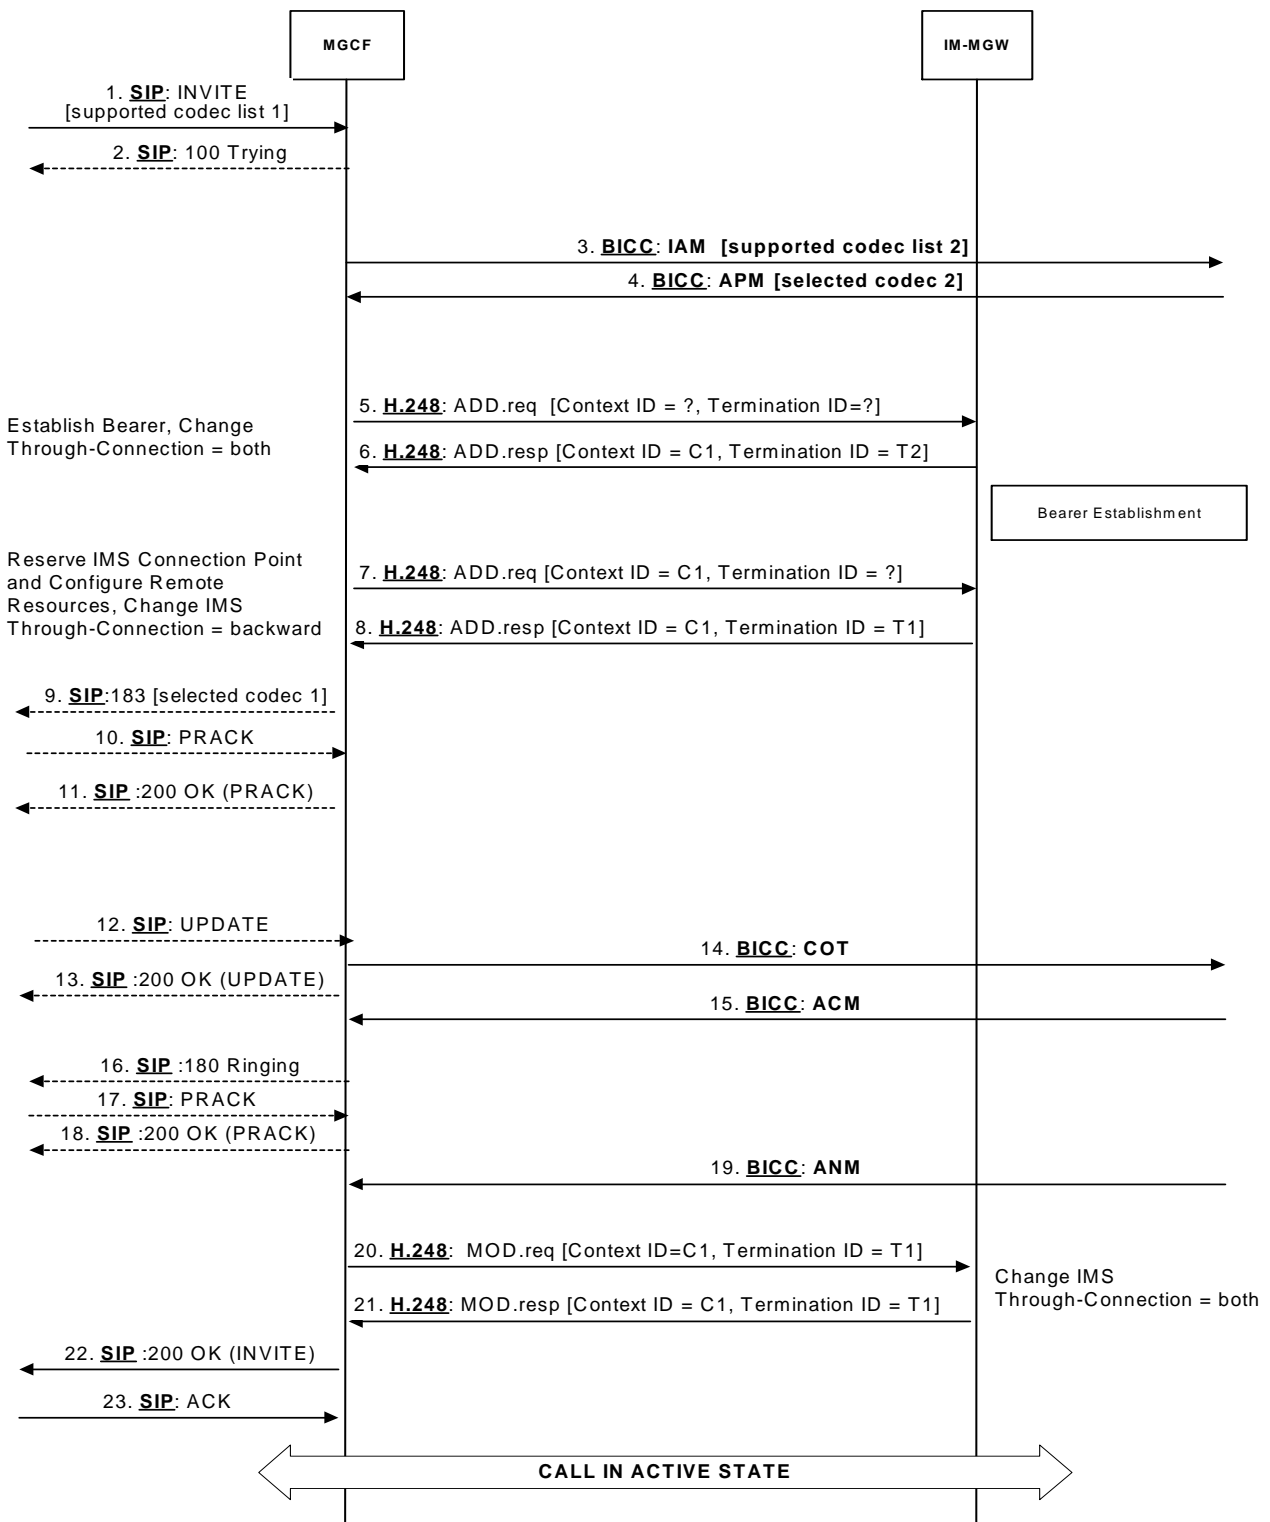 MGCF
IM-MGW
1. SIP: INVITE
[supported codec list 1]
2. SIP: 100 Trying
3. BICC: IAM [supported codec list 2]
4. BICC: APM [selected codec 2]
5. H.248: ADD.req [Context ID = ?, Termination ID=?]
Establish Bearer, Change
Through-Connection = both
6. H.248: ADD.resp [Context ID = C1, Termination ID = T2]
Bearer Establishment
Reserve IMS Connection Point
and Configure Remote
Resources, Change IMS
Through-Connection = backward
7. H.248: ADD.req [Context ID = C1, Termination ID = ?]
8. H.248: ADD.resp [Context ID = C1, Termination ID = T1]
9. SIP:183 [selected codec 1]
10. SIP: PRACK
11. SIP :200 OK (PRACK)
12. SIP: UPDATE
14. BICC: COT
13. SIP :200 OK (UPDATE)
15. BICC: ACM
16. SIP :180 Ringing
17. SIP: PRACK
18. SIP :200 OK (PRACK)
19. BICC: ANM
20. H.248: MOD.req [Context ID=C1, Termination ID = T1]
Change IMS
Through-Connection = both
21. H.248: MOD.resp [Context ID = C1, Termination ID = T1]
22. SIP :200 OK (INVITE)
23. SIP: ACK
CALL IN ACTIVE STATE